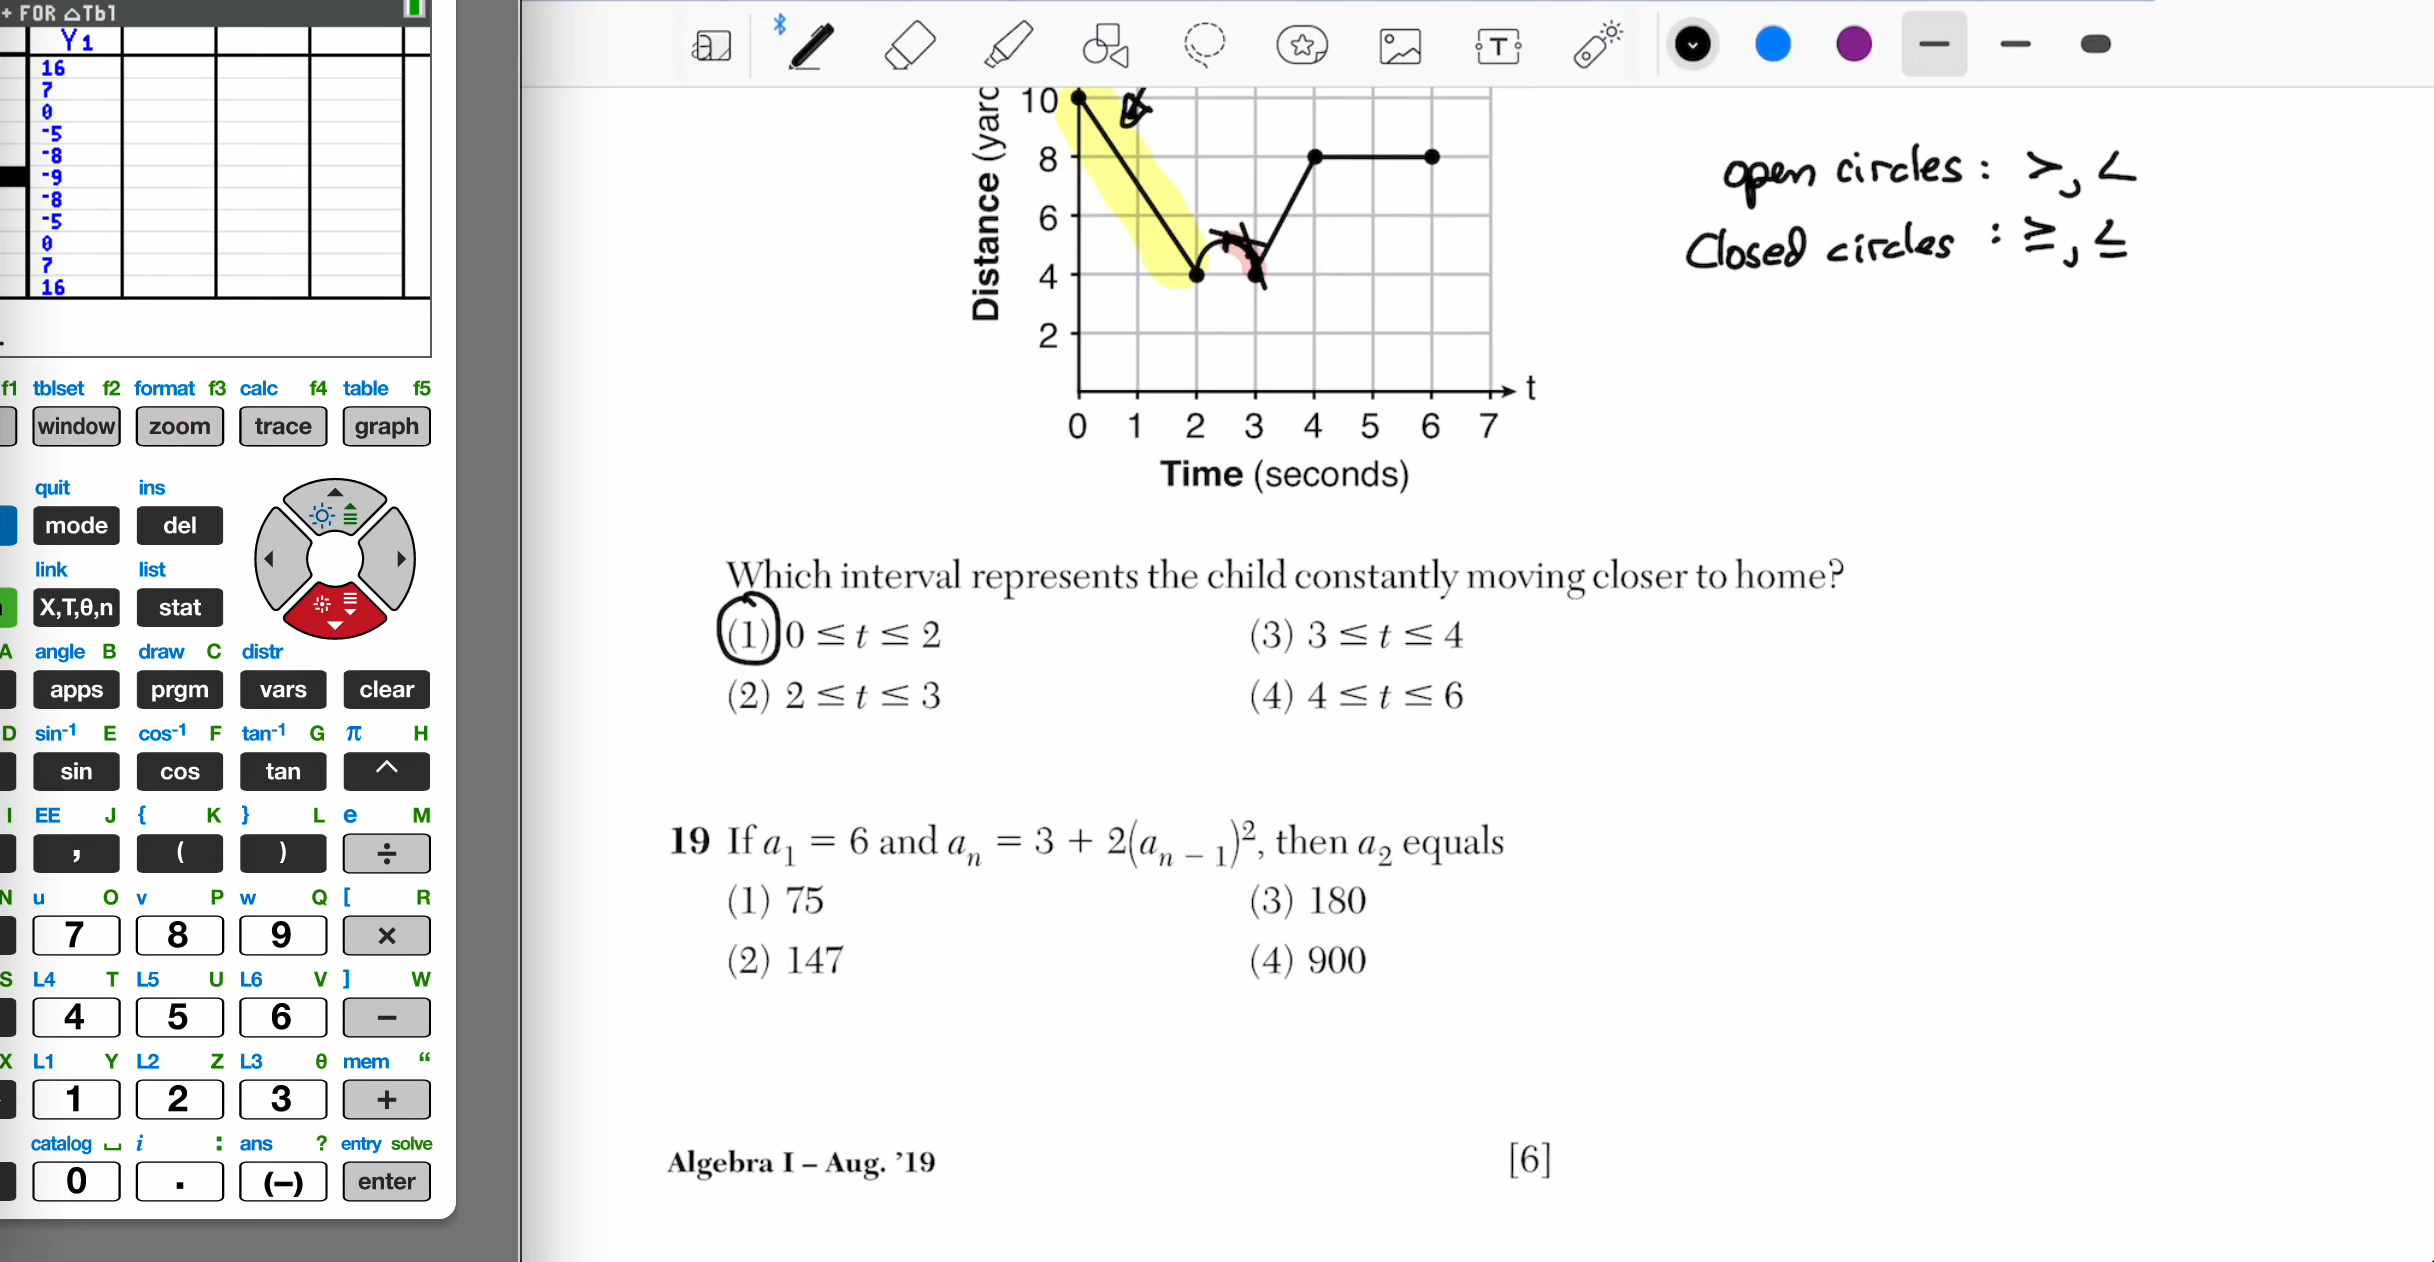 + FOR △Tbl
Y1
16
7
0
-5
-8
-9
-8
-5
0
7
16
f1 tblset f2 format f3 calc f4 table f5
window zoom trace graph
quit ins
mode del
link list
X,T,θ,n stat
A angle B draw C distr
apps prgm vars clear
D sin-1 E cos-1 F tan-1 G π H
sin cos tan ^
I EE J { K } L e M
, ( ) ÷
N u O v P w Q [ R
7 8 9 ×
S L4 T L5 U L6 V ] W
4 5 6 −
X L1 Y L2 Z L3 θ mem “
1 2 3 +
catalog ⎵ i : ans ? entry solve
0 . (–) enter
a
T
Distance (yard
10
8
6
4
2
t
0 1 2 3 4 5 6 7
Time (seconds)
open circles : >, <
Closed circles : ≥, ≤
Which interval represents the child constantly moving closer to home?
(1) 0 ≤ t ≤ 2 (3) 3 ≤ t ≤ 4
(2) 2 ≤ t ≤ 3 (4) 4 ≤ t ≤ 6
19 If a₁ = 6 and aₙ = 3 + 2(aₙ ₋ ₁)², then a₂ equals
(1) 75 (3) 180
(2) 147 (4) 900
Algebra I – Aug. ’19 [6]